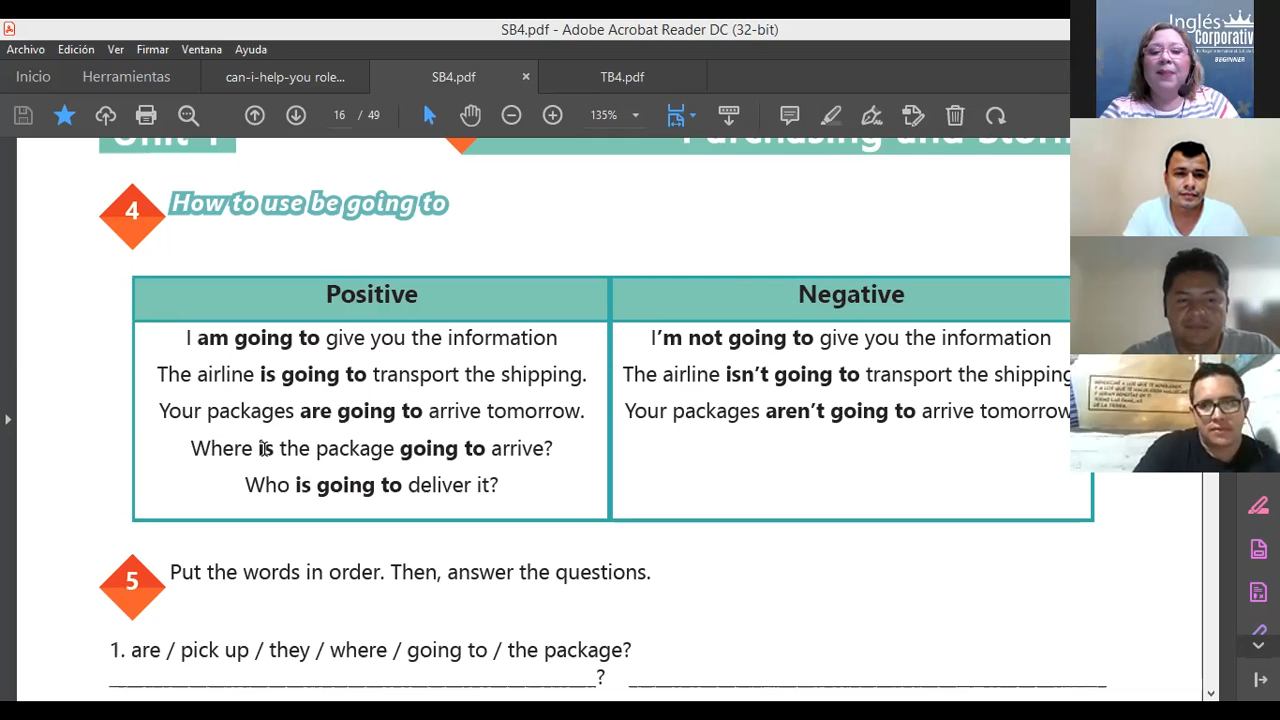 SB4.pdf - Adobe Acrobat Reader DC (32-bit)
Archivo Edición Ver Firmar Ventana Ayuda
Inicio Herramientas can-i-help-you role... SB4.pdf × TB4.pdf
16 / 49 135%
Inglés
Corporativ
BEGINNER
Unit 1 Purchasing and
4 How to use be going to
Positive Negative
I am going to give you the information I'm not going to give you the information
The airline is going to transport the shipping. The airline isn't going to transport the shipping
Your packages are going to arrive tomorrow. Your packages aren't going to arrive tomorrow
Where is the package going to arrive?
Who is going to deliver it?
5 Put the words in order. Then, answer the questions.
1. are / pick up / they / where / going to / the package?
?